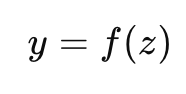 y = f(z)